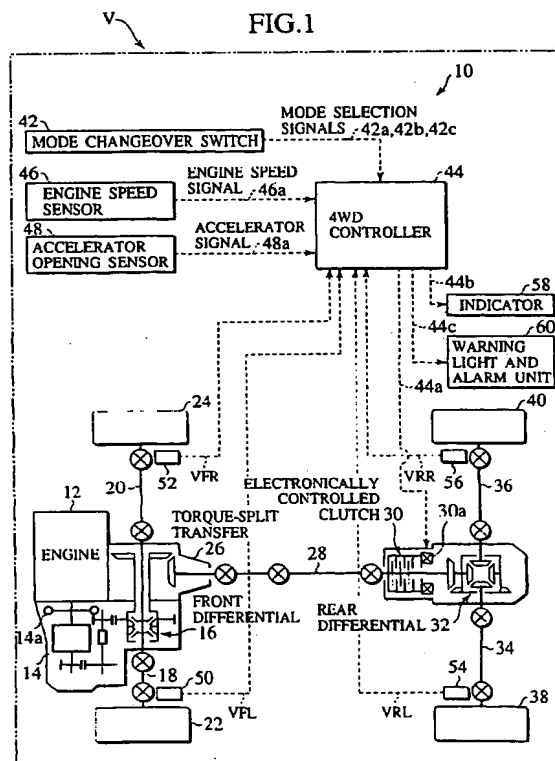 FIG.1
V
10
42
MODE CHANGEOVER SWITCH
MODE SELECTION
SIGNALS 42a,42b,42c
46
ENGINE SPEED
SENSOR
ENGINE SPEED
SIGNAL 46a
44
4WD
CONTROLLER
48
ACCELERATOR
OPENING SENSOR
ACCELERATOR
SIGNAL 48a
44b
58
INDICATOR
44c
60
WARNING
LIGHT AND
ALARM UNIT
44a
24
40
12
20
52
VFR
VRR
56
ELECTRONICALLY
CONTROLLED
CLUTCH 30
30a
36
TORQUE-SPLIT
TRANSFER
26
ENGINE
28
FRONT
DIFFERENTIAL
16
REAR
DIFFERENTIAL 32
14a
14
34
18
50
54
VFL
VRL
22
38